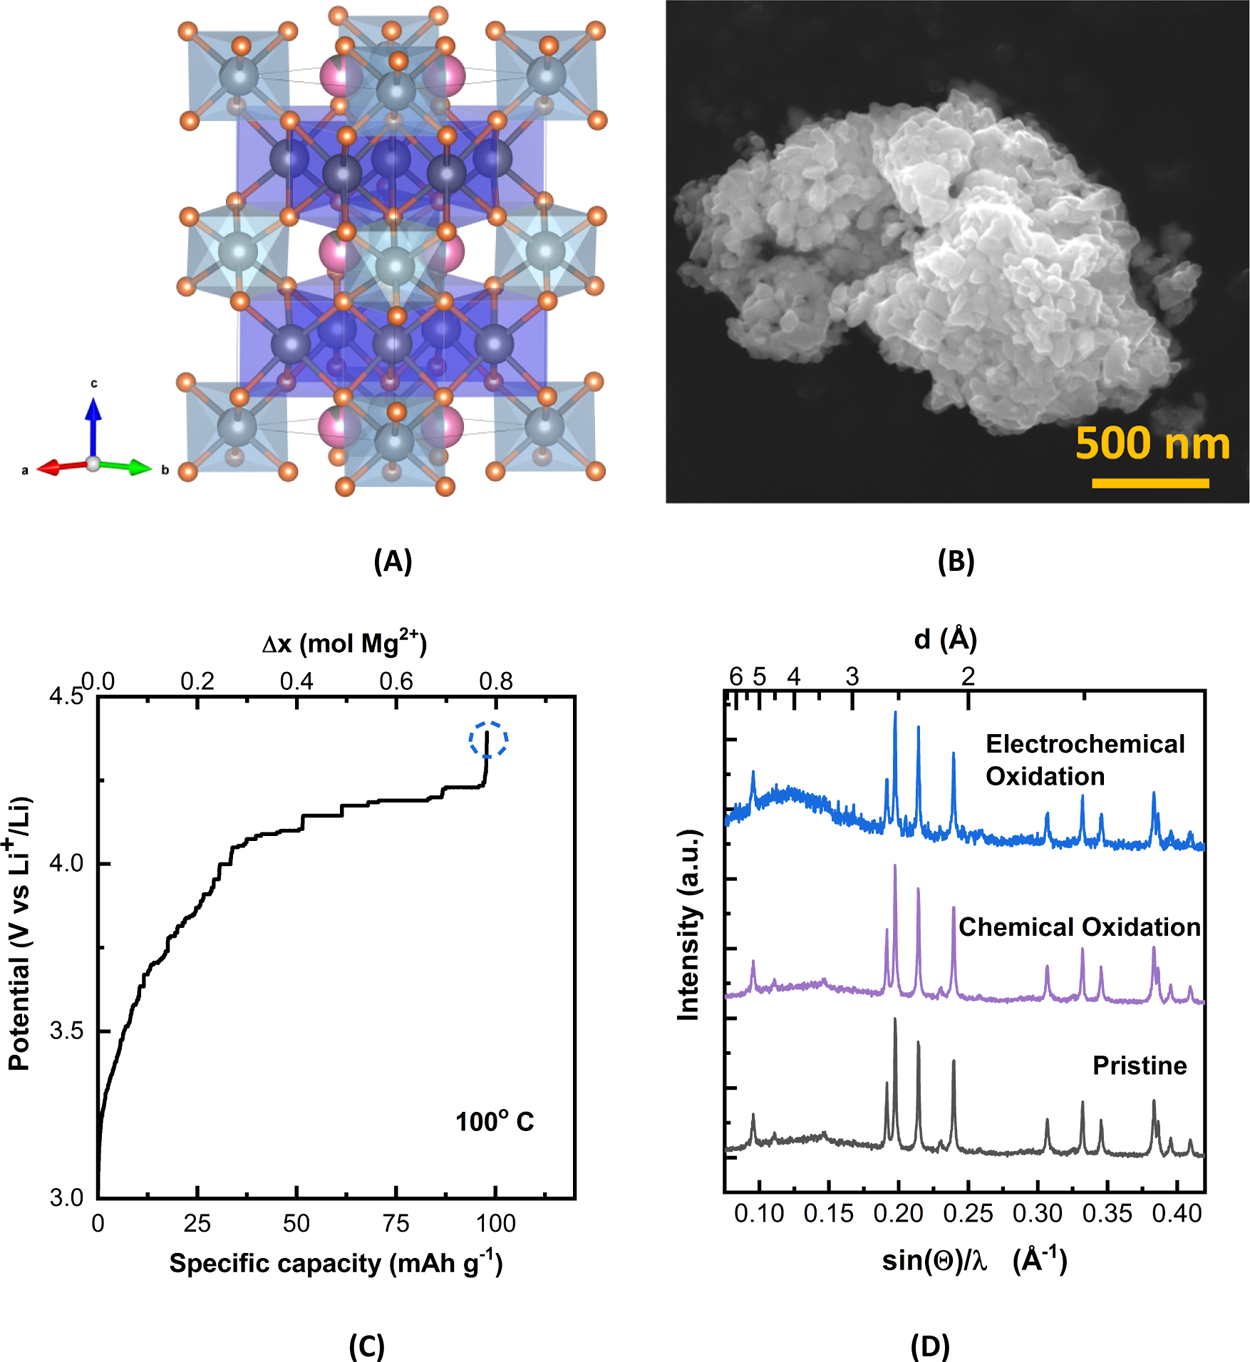 c
a
b
(A)
500 nm
(B)
Δx (mol Mg²⁺)
0.0 0.2 0.4 0.6 0.8
4.5
4.0
3.5
3.0
Potential (V vs Li⁺/Li)
100° C
0 25 50 75 100
Specific capacity (mAh g⁻¹)
(C)
d (Å)
6 5 4 3 2
Electrochemical
Oxidation
Chemical Oxidation
Pristine
Intensity (a.u.)
0.10 0.15 0.20 0.25 0.30 0.35 0.40
sin(Θ)/λ (Å⁻¹)
(D)